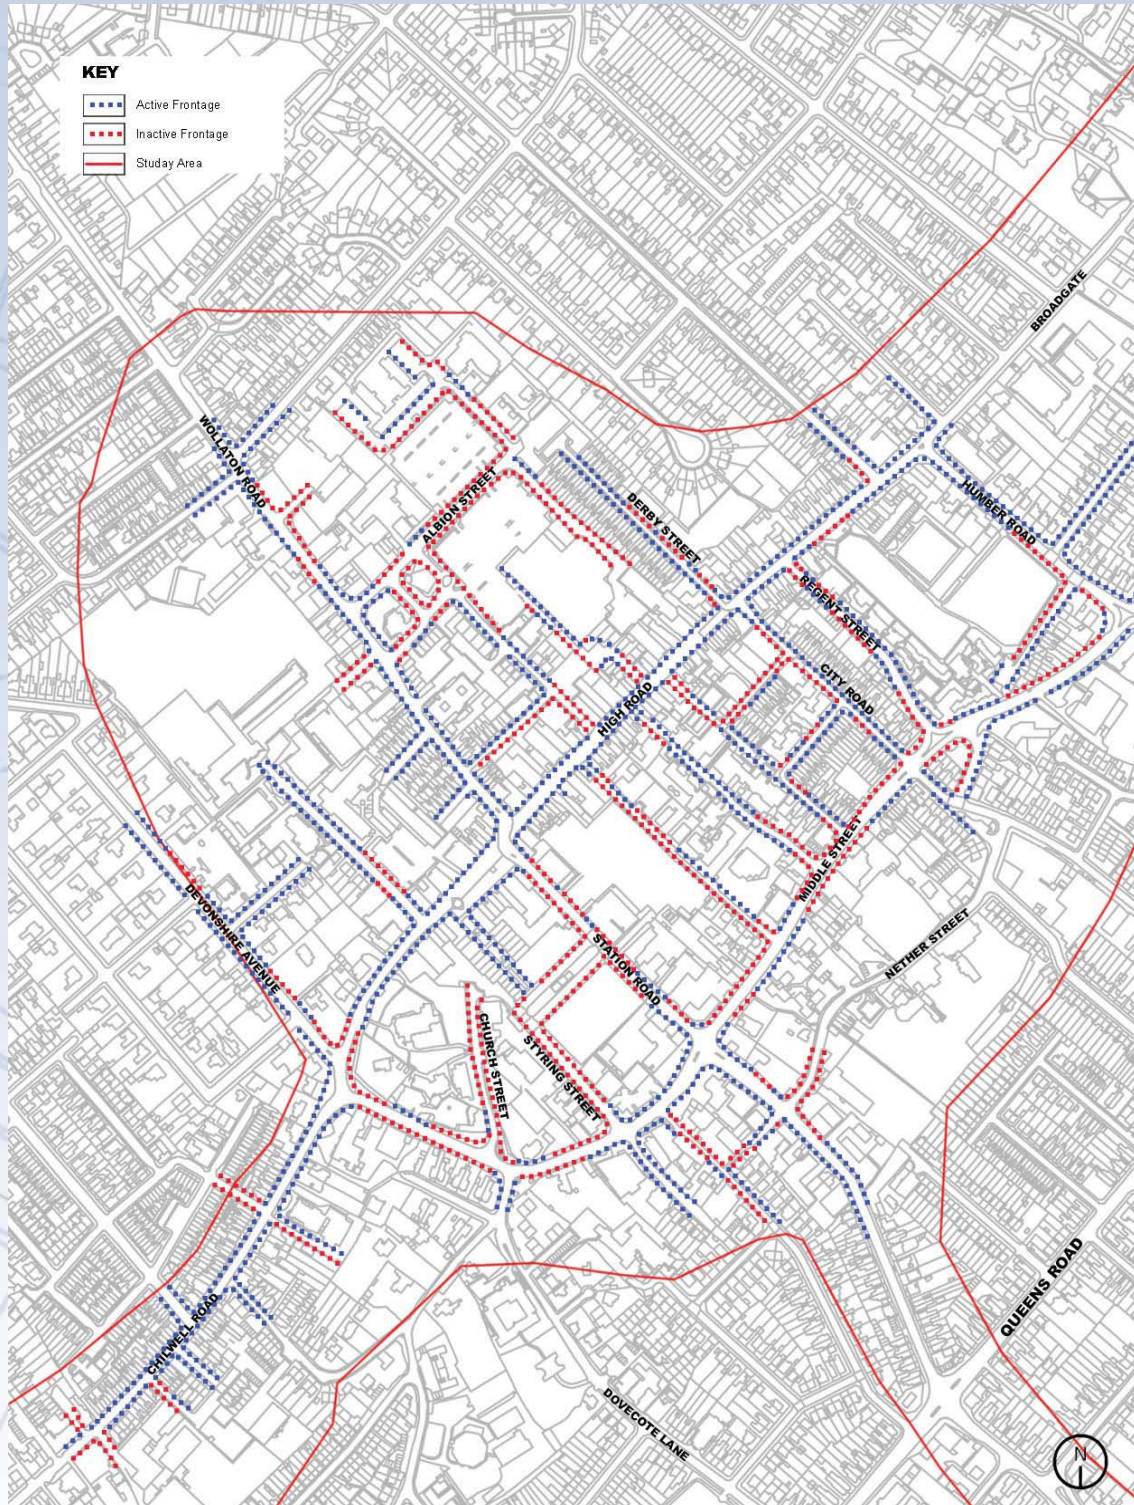 KEY
Active Frontage
Inactive Frontage
Studay Area
BROADGATE
WOLLATON ROAD
HUMBER ROAD
ALBION STREET
DERBY STREET
REGENT STREET
CITY ROAD
HIGH ROAD
MIDDLE STREET
DEVONSHIRE AVENUE
STATION ROAD
NETHER STREET
CHURCH STREET
STYRING STREET
QUEENS ROAD
CHILWELL ROAD
DOVECOTE LANE
N